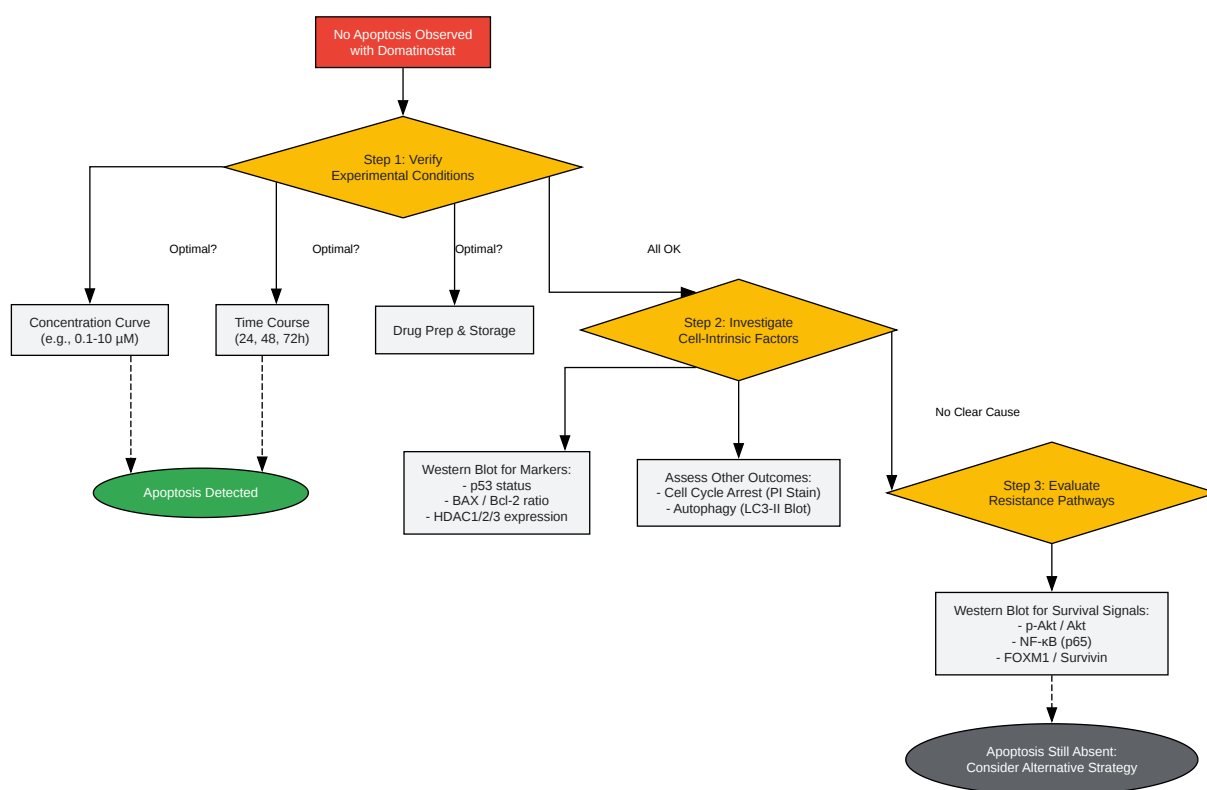 No Apoptosis Observed
with Domatinostat
Step 1: Verify
Experimental Conditions
Optimal?
Optimal?
Optimal?
All OK
Concentration Curve
(e.g., 0.1-10 µM)
Time Course
(24, 48, 72h)
Drug Prep & Storage
Step 2: Investigate
Cell-Intrinsic Factors
No Clear Cause
Apoptosis Detected
Western Blot for Markers:
- p53 status
- BAX / Bcl-2 ratio
- HDAC1/2/3 expression
Assess Other Outcomes:
- Cell Cycle Arrest (PI Stain)
- Autophagy (LC3-II Blot)
Step 3: Evaluate
Resistance Pathways
Western Blot for Survival Signals:
- p-Akt / Akt
- NF-κB (p65)
- FOXM1 / Survivin
Apoptosis Still Absent:
Consider Alternative Strategy